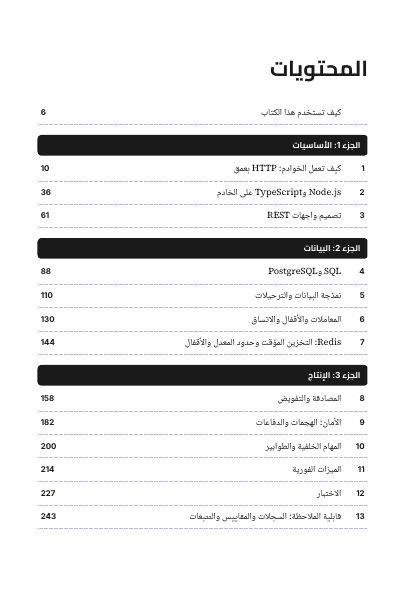 المحتويات
كيف تستخدم هذا الكتاب 6
الجزء 1: الأساسيات
1 كيف تعمل الخوادم: HTTP بعمق 10
2 Node.js وTypeScript على الخادم 36
3 تصميم واجهات REST 61
الجزء 2: البيانات
4 SQL وPostgreSQL 88
5 نمذجة البيانات والترحيلات 110
6 المعاملات والأقفال والاتساق 130
7 Redis: التخزين المؤقت وحدود المعدل والأقفال 144
الجزء 3: الإنتاج
8 المصادقة والتفويض 158
9 الأمان: الهجمات والدفاعات 182
10 المهام الخلفية والطوابير 200
11 الميزات الفورية 214
12 الاختبار 227
13 قابلية الملاحظة: السجلات والمقاييس والتتبعات 243